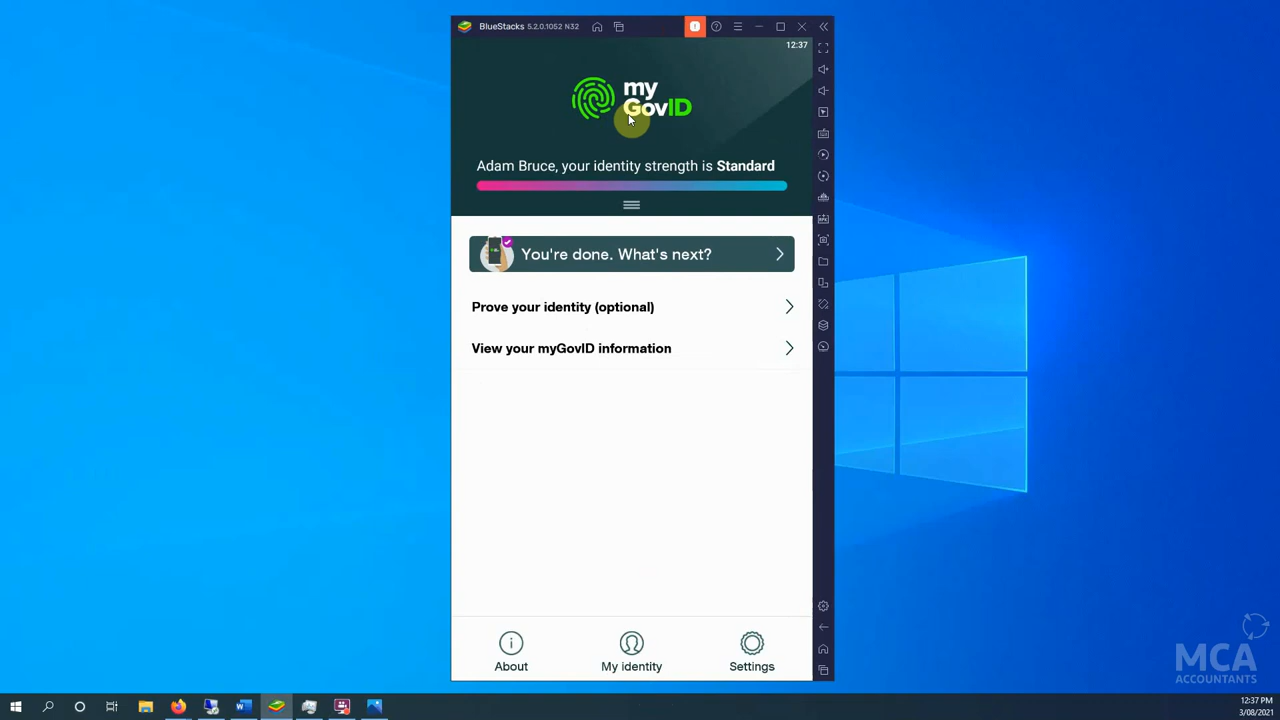 BlueStacks 5.2.0.1052 N32
12:37
my
GovID
Adam Bruce, your identity strength is Standard
You're done. What's next?
Prove your identity (optional)
View your myGovID information
About
My identity
Settings
MCA
ACCOUNTANTS
12:37 PM
3/08/2021